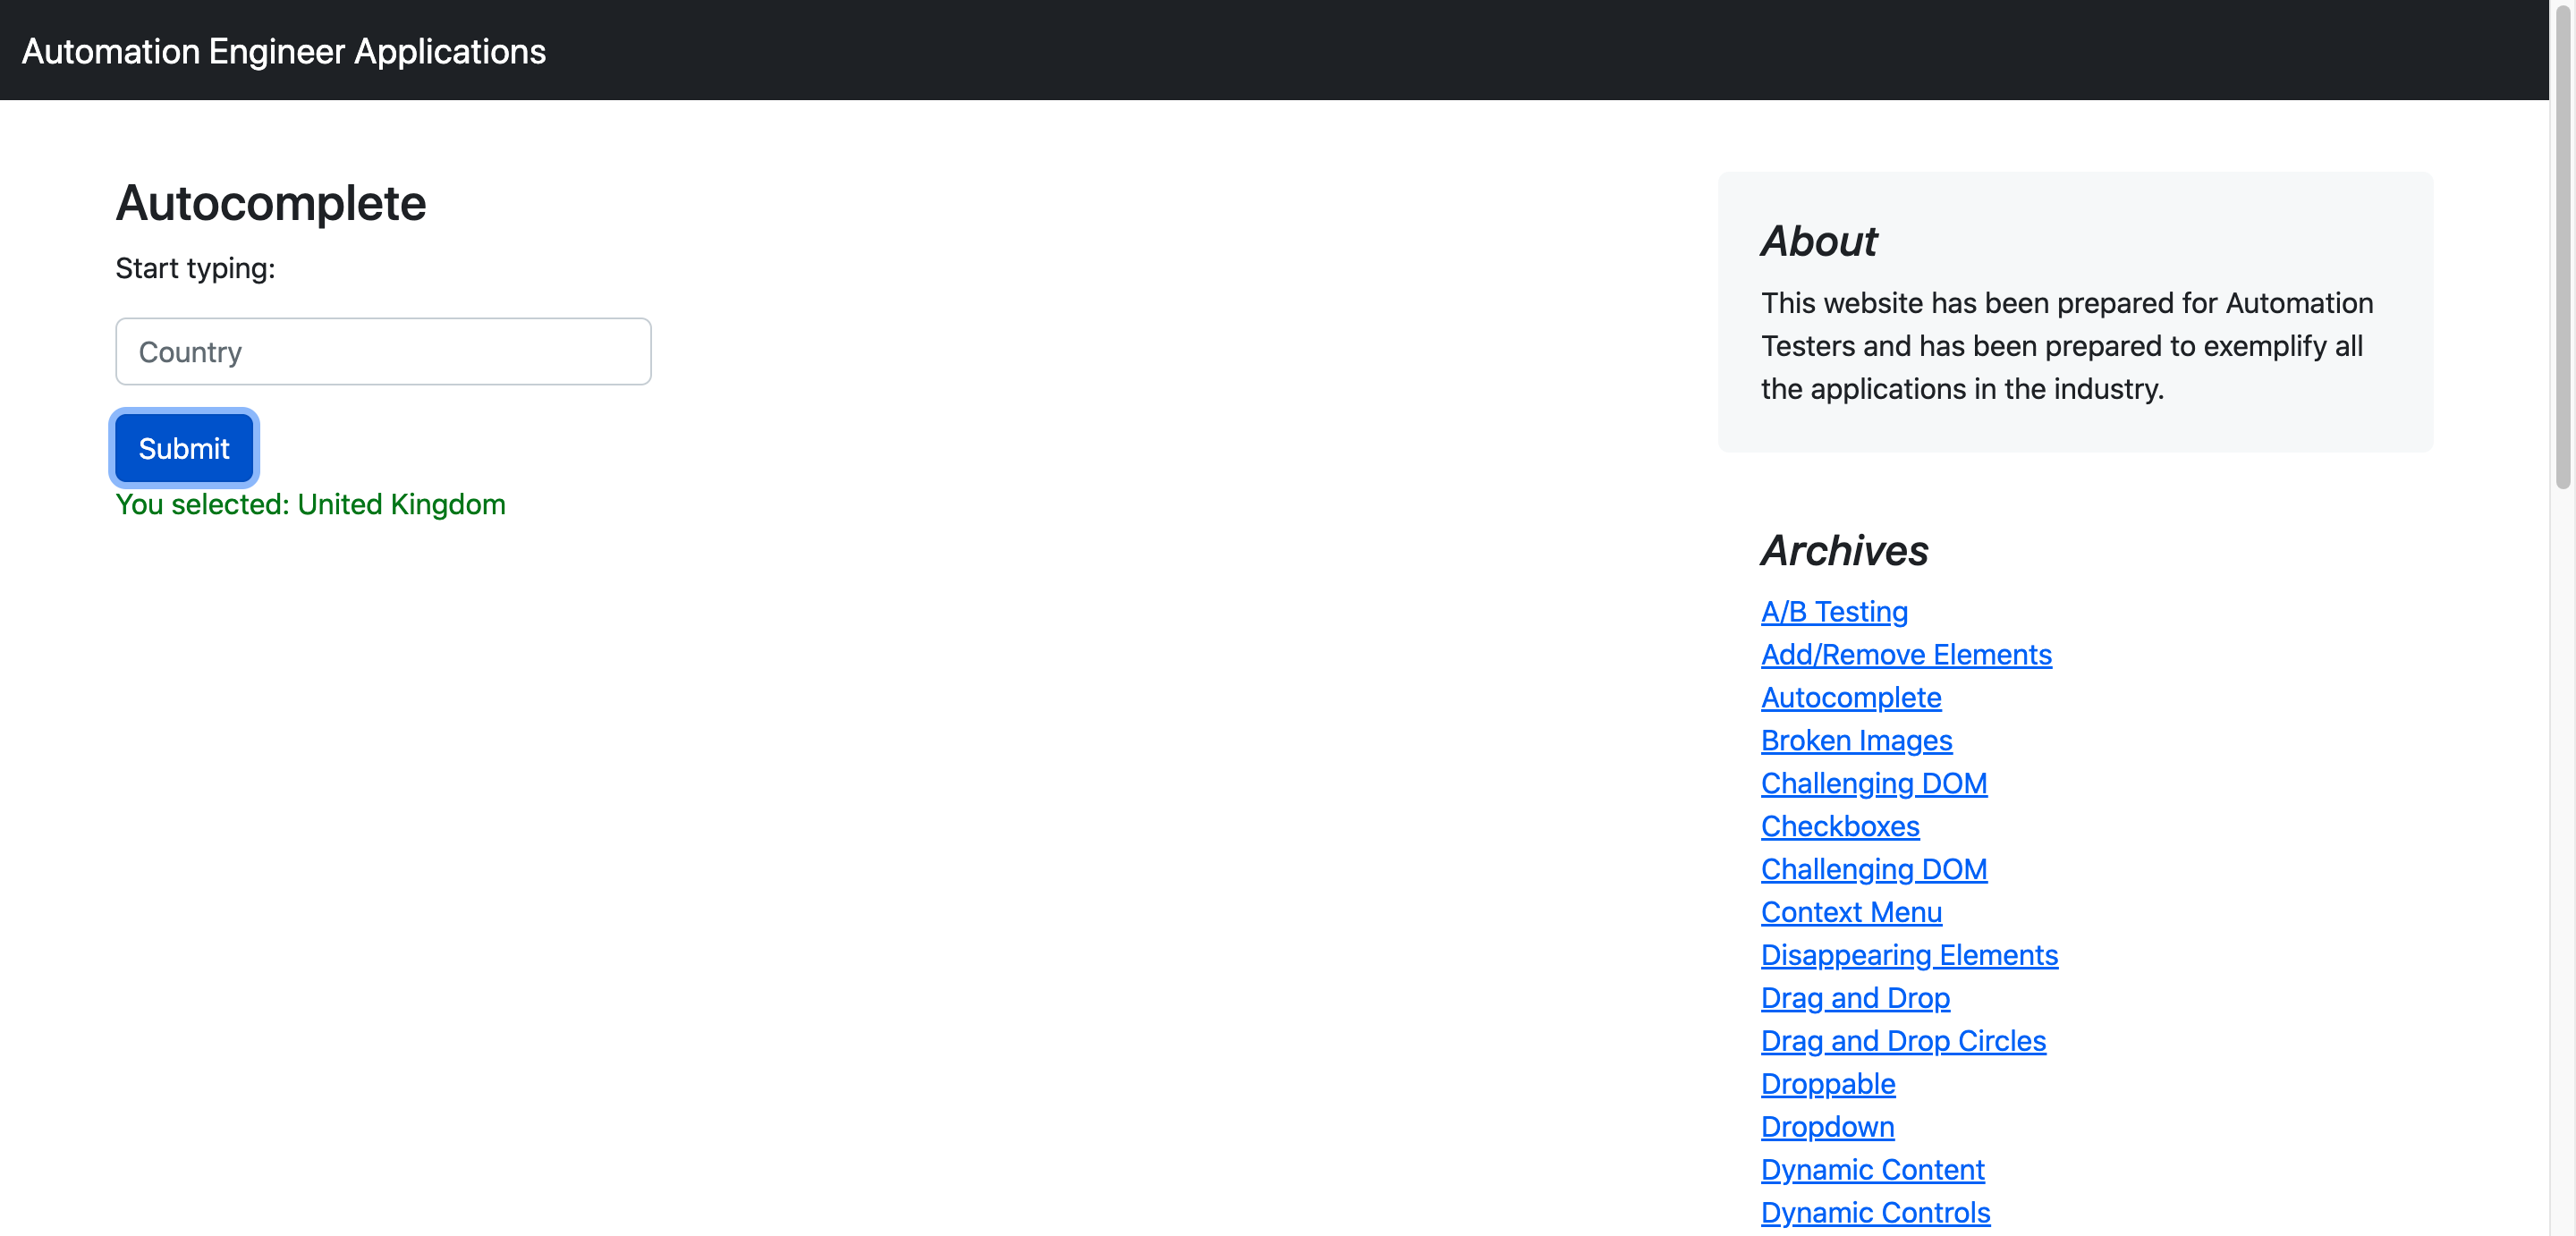 Automation Engineer Applications
Autocomplete
Start typing:
Country
Submit
You selected: United Kingdom
About
This website has been prepared for Automation
Testers and has been prepared to exemplify all
the applications in the industry.
Archives
A/B Testing
Add/Remove Elements
Autocomplete
Broken Images
Challenging DOM
Checkboxes
Challenging DOM
Context Menu
Disappearing Elements
Drag and Drop
Drag and Drop Circles
Droppable
Dropdown
Dynamic Content
Dynamic Controls